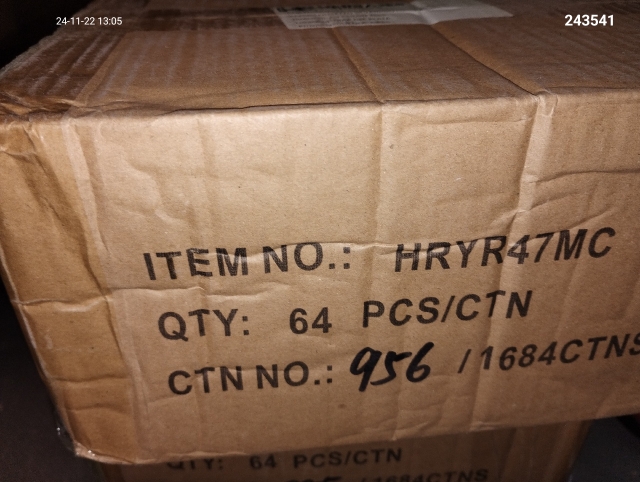 24-11-22 13:05
243541
ITEM NO.: HRYR47MC
QTY: 64 PCS/CTN
CTN NO.: 956 / 1684CTNS
QTY: 64 PCS/CTN
/1684CTNS